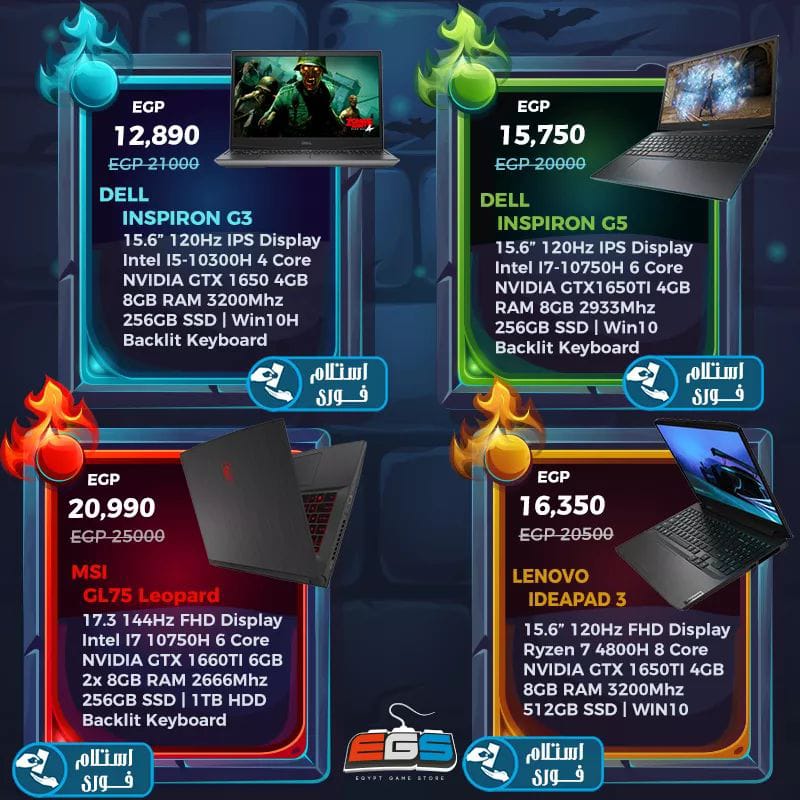 EGP
12,890
EGP 21000
DELL
INSPIRON G3
15.6” 120Hz IPS Display
Intel I5-10300H 4 Core
NVIDIA GTX 1650 4GB
8GB RAM 3200Mhz
256GB SSD | Win10H
Backlit Keyboard
استلام
فـورى
EGP
15,750
EGP 20000
DELL
INSPIRON G5
15.6” 120Hz IPS Display
Intel I7-10750H 6 Core
NVIDIA GTX1650TI 4GB
RAM 8GB 2933Mhz
256GB SSD | Win10
Backlit Keyboard
استلام
فـورى
EGP
20,990
EGP 25000
MSI
GL75 Leopard
17.3 144Hz FHD Display
Intel I7 10750H 6 Core
NVIDIA GTX 1660TI 6GB
2x 8GB RAM 2666Mhz
256GB SSD | 1TB HDD
Backlit Keyboard
استلام
فـورى
EGP
16,350
EGP 20500
LENOVO
IDEAPAD 3
15.6” 120Hz FHD Display
Ryzen 7 4800H 8 Core
NVIDIA GTX 1650TI 4GB
8GB RAM 3200Mhz
512GB SSD | WIN10
استلام
فـورى
EGS
EGYPT GAME STORE